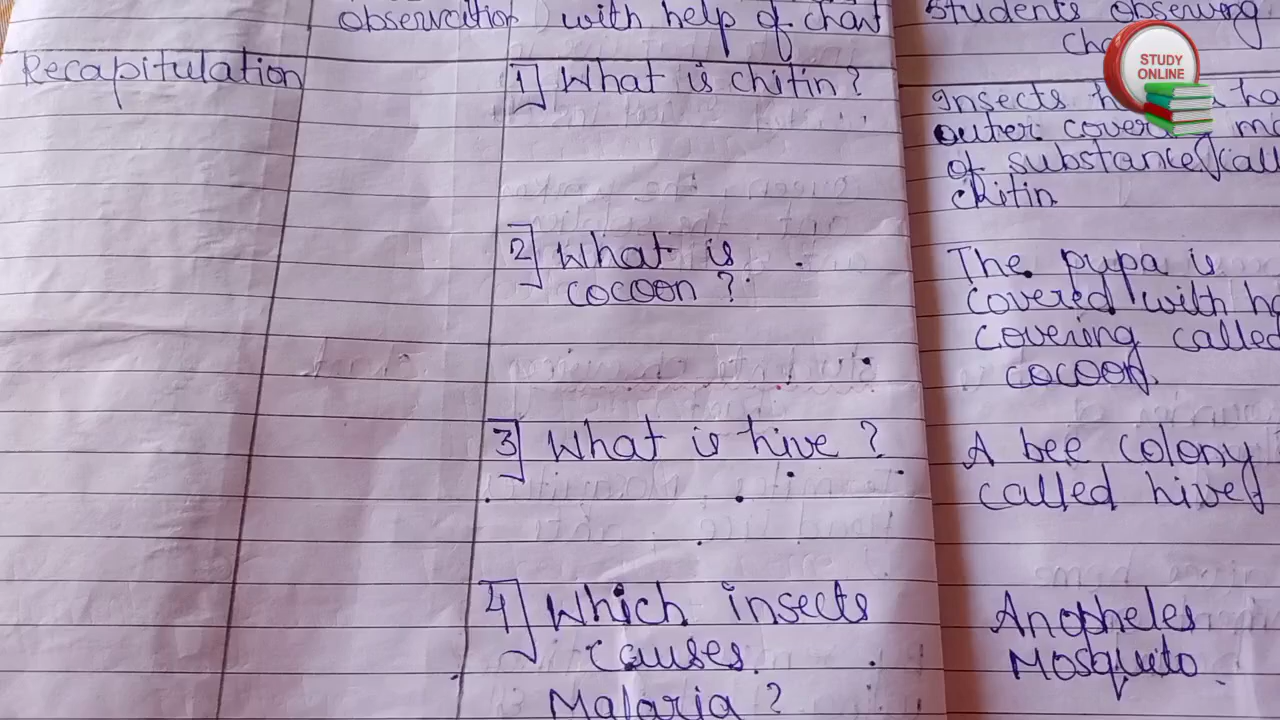 observation with help of chart
Students observing
Recapitulation
1] What is chitin?
Insects
outer
of substance
chitin
2] What is
cocoon?
The pupa is
covered with
covering called
cocoon.
3] What is hive?
A bee colony
called hive
4] Which insects
causes
Malaria?
Anopheles
Mosquito
STUDY
ONLINE